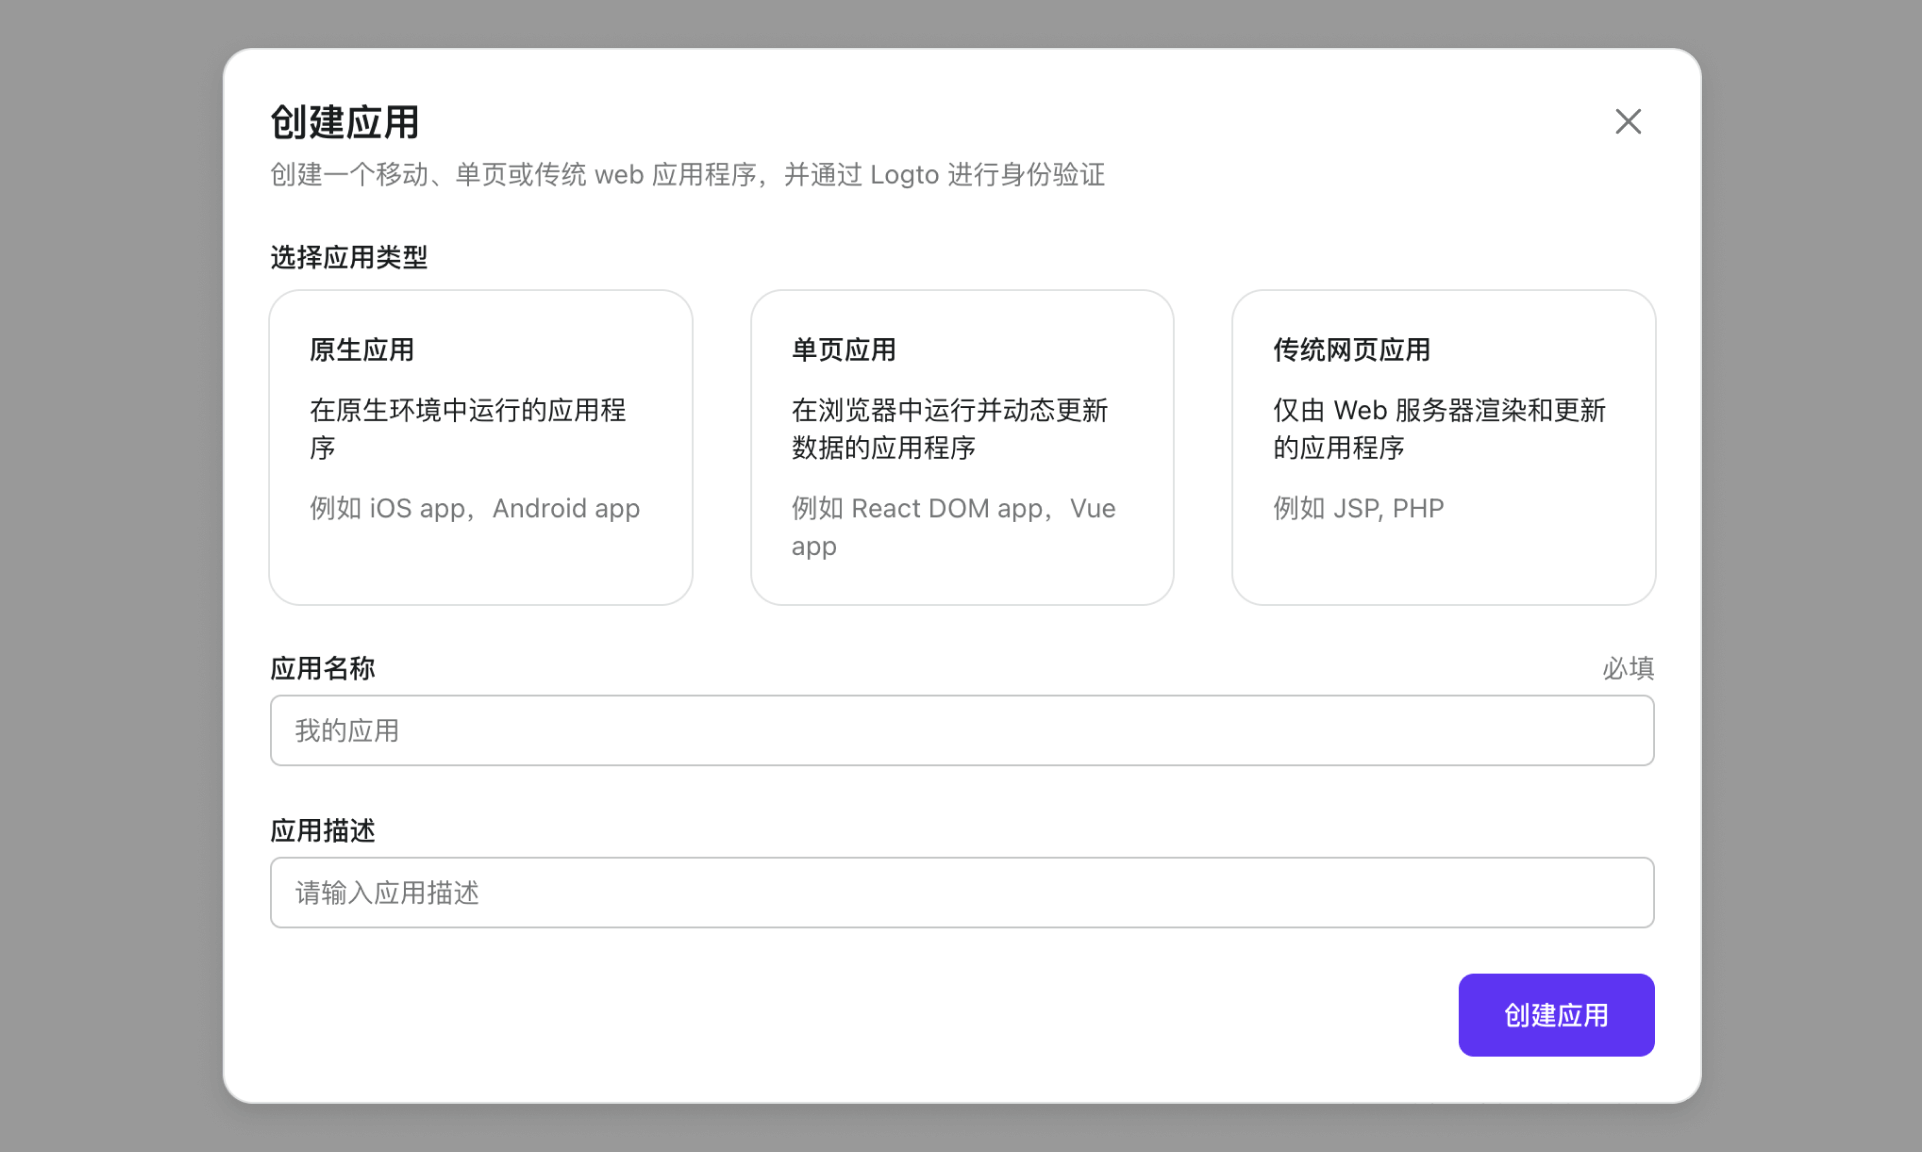 创建应用
创建一个移动、单页或传统 web 应用程序，并通过 Logto 进行身份验证
选择应用类型
原生应用
在原生环境中运行的应用程
序
例如 iOS app，Android app
单页应用
在浏览器中运行并动态更新
数据的应用程序
例如 React DOM app，Vue
app
传统网页应用
仅由 Web 服务器渲染和更新
的应用程序
例如 JSP, PHP
应用名称
必填
我的应用
应用描述
请输入应用描述
创建应用